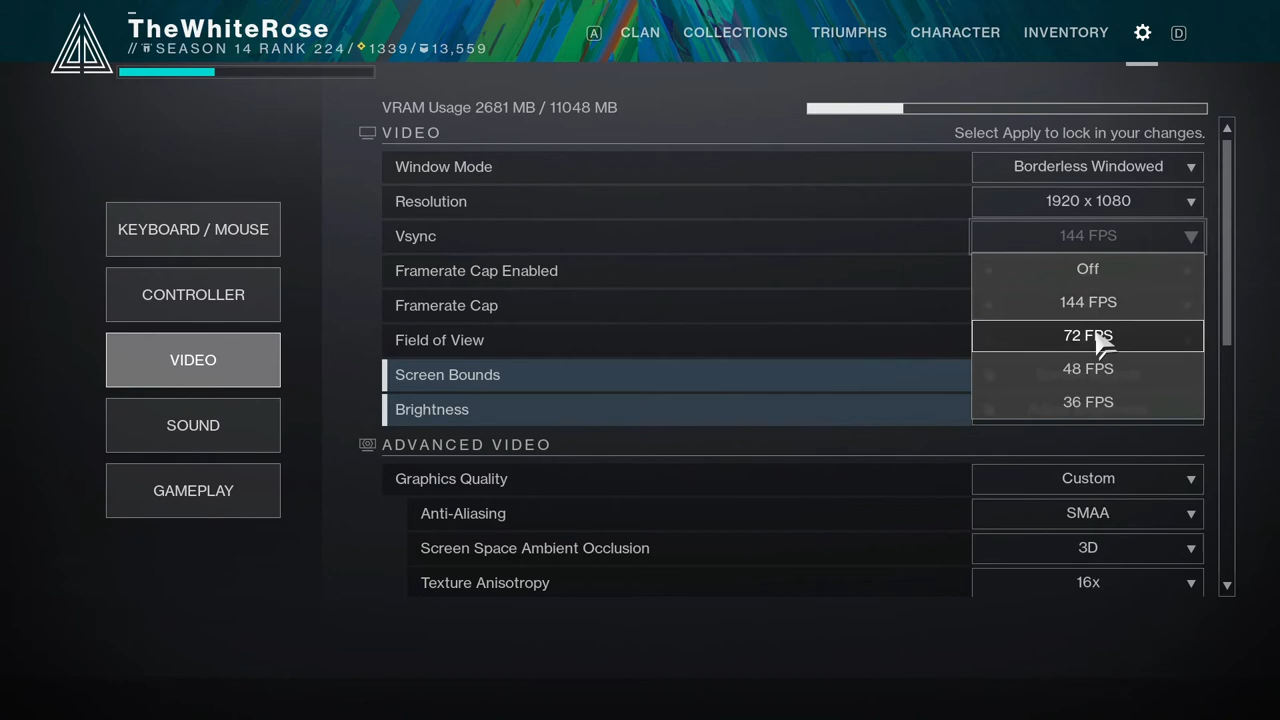 TheWhiteRose
// SEASON 14 RANK 224/ 1339/ 13,559
A CLAN COLLECTIONS TRIUMPHS CHARACTER INVENTORY D
VRAM Usage 2681 MB / 11048 MB
VIDEO
Select Apply to lock in your changes.
Window Mode Borderless Windowed
Resolution 1920 x 1080
Vsync 144 FPS
Off
144 FPS
72 FPS
48 FPS
36 FPS
Framerate Cap Enabled
Framerate Cap
Field of View
Screen Bounds
Brightness
KEYBOARD / MOUSE
CONTROLLER
VIDEO
SOUND
GAMEPLAY
ADVANCED VIDEO
Graphics Quality Custom
Anti-Aliasing SMAA
Screen Space Ambient Occlusion 3D
Texture Anisotropy 16x